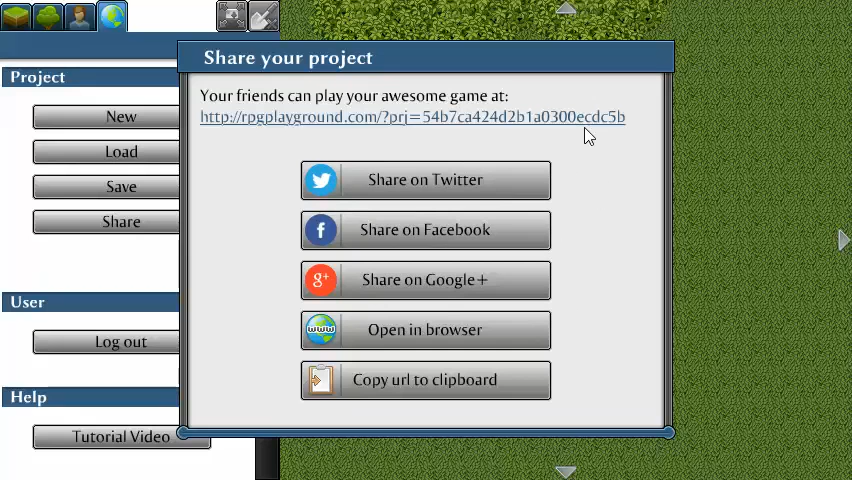 Share your project
Project
Your friends can play your awesome game at:
http://rpgplayground.com/?prj=54b7ca424d2b1a0300ecdc5b
New
Load
Save
Share
Share on Twitter
Share on Facebook
g+ Share on Google+
www Open in browser
Copy url to clipboard
User
Log out
Help
Tutorial Video